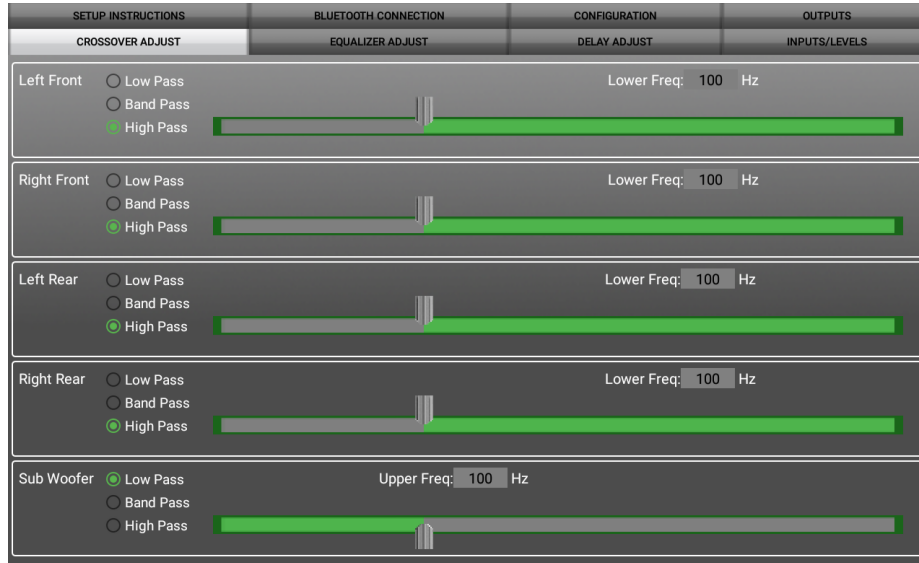 SETUP INSTRUCTIONS BLUETOOTH CONNECTION CONFIGURATION OUTPUTS
CROSSOVER ADJUST EQUALIZER ADJUST DELAY ADJUST INPUTS/LEVELS
Left Front Low Pass Lower Freq: 100 Hz
Band Pass
High Pass
Right Front Low Pass Lower Freq: 100 Hz
Band Pass
High Pass
Left Rear Low Pass Lower Freq: 100 Hz
Band Pass
High Pass
Right Rear Low Pass Lower Freq: 100 Hz
Band Pass
High Pass
Sub Woofer Low Pass Upper Freq: 100 Hz
Band Pass
High Pass